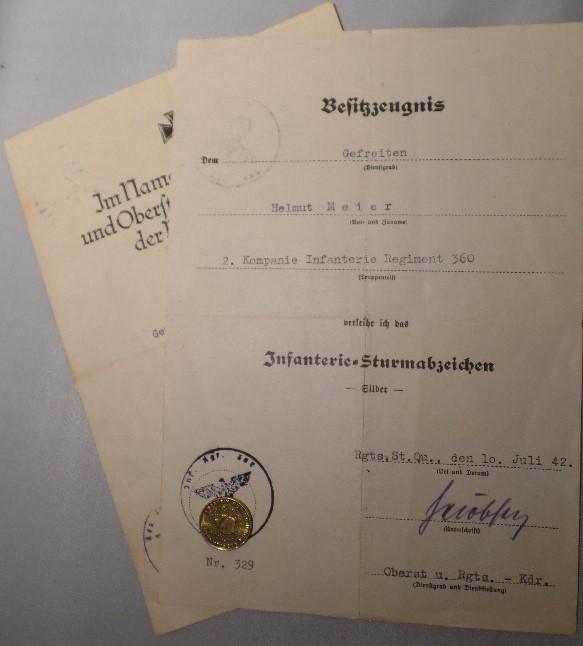 Im Name
und Oberst
der
Ge
Besitzzeugnis
Dem
Gefreiten
(Dienstgrad)
Helmut Meier
(Vor- und Zuname)
2. Kompanie Infanterie Regiment 360
(Truppenteil)
verleihe ich das
Infanterie-Sturmabzeichen
— Silber —
Rgts.St.Qu., den 10. Juli 42.
(Ort und Datum)
(Unterschrift)
Nr. 329
Oberst u. Rgts. - Kdr.
(Dienstgrad und Dienststellung)